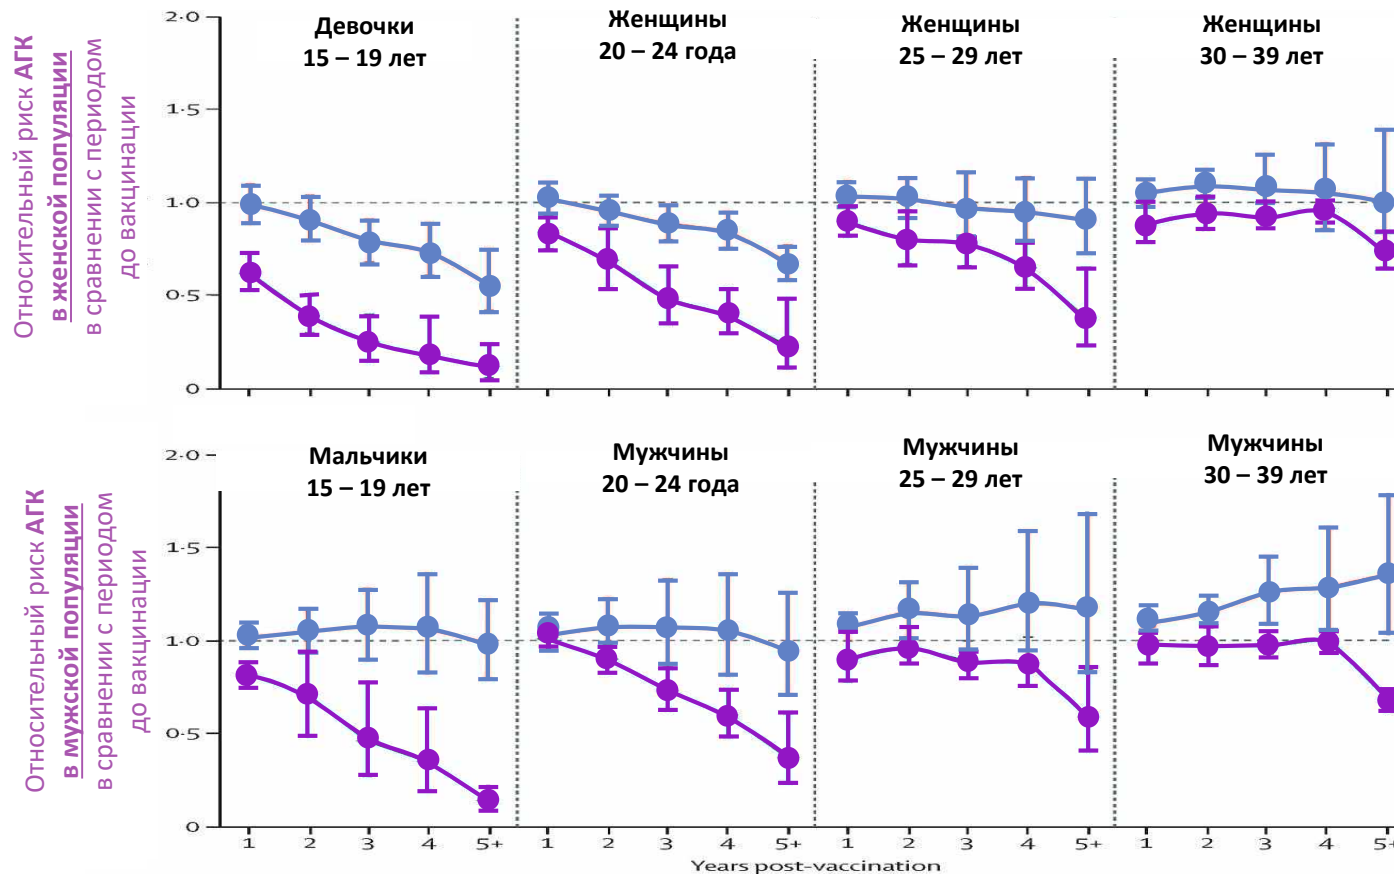 Относительный риск АГК
в женской популяции
в сравнении с периодом
до вакцинации
2·0
1·5
1·0
0·5
0
Девочки
15 – 19 лет
Женщины
20 – 24 года
Женщины
25 – 29 лет
Женщины
30 – 39 лет
Относительный риск АГК
в мужской популяции
в сравнении с периодом
до вакцинации
2·0
1·5
1·0
0·5
0
Мальчики
15 – 19 лет
Мужчины
20 – 24 года
Мужчины
25 – 29 лет
Мужчины
30 – 39 лет
1 2 3 4 5+ 1 2 3 4 5+ 1 2 3 4 5+ 1 2 3 4 5+
Years post-vaccination